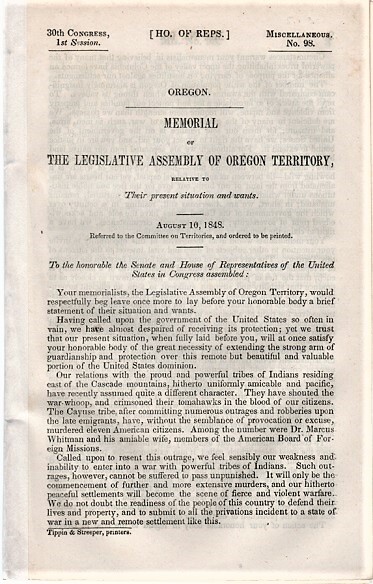 30th Congress, [ HO. OF REPS. ] Miscellaneous.
1st Session. No. 98.
OREGON.
MEMORIAL
OF
THE LEGISLATIVE ASSEMBLY OF OREGON TERRITORY,
RELATIVE TO
Their present situation and wants.
August 10, 1848.
Referred to the Committee on Territories, and ordered to be printed.
To the honorable the Senate and House of Representatives of the United
States in Congress assembled:
Your memorialists, the Legislative Assembly of Oregon Territory, would
respectfully beg leave once more to lay before your honorable body a brief
statement of their situation and wants.
Having called upon the government of the United States so often in
vain, we have almost despaired of receiving its protection; yet we trust
that our present situation, when fully laid before you, will at once satisfy
your honorable body of the great necessity of extending the strong arm of
guardianship and protection over this remote but beautiful and valuable
portion of the United States dominion.
Our relations with the proud and powerful tribes of Indians residing
east of the Cascade mountains, hitherto uniformly amicable and pacific,
have recently assumed quite a different character. They have shouted the
war-whoop, and crimsoned their tomahawks in the blood of our citizens.
The Cayuse tribe, after committing numerous outrages and robberies upon
the late emigrants, have, without the semblance of provocation or excuse,
murdered eleven American citizens. Among the number were Dr. Marcus
Whitman and his amiable wife, members of the American Board of For-
eign Missions.
Called upon to resent this outrage, we feel sensibly our weakness and
inability to enter into a war with powerful tribes of Indians. Such out-
rages, however, cannot be suffered to pass unpunished. It will only be the
commencement of further and more extensive murders, and our hitherto
peaceful settlements will become the scene of fierce and violent warfare.
We do not doubt the readiness of the people of this country to defend their
lives and property, and to submit to all the privations incident to a state of
war in a new and remote settlement like this.
Tippin & Streeper, printers.